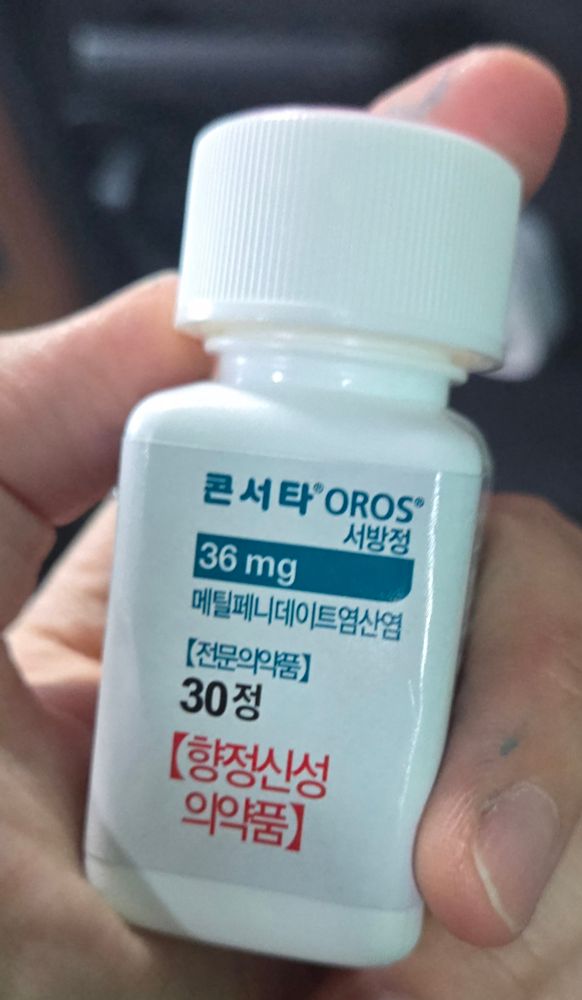 콘서타® OROS®
서방정
36 mg
메틸페니데이트염산염
【전문의약품】
30정
【향정신성
의약품】